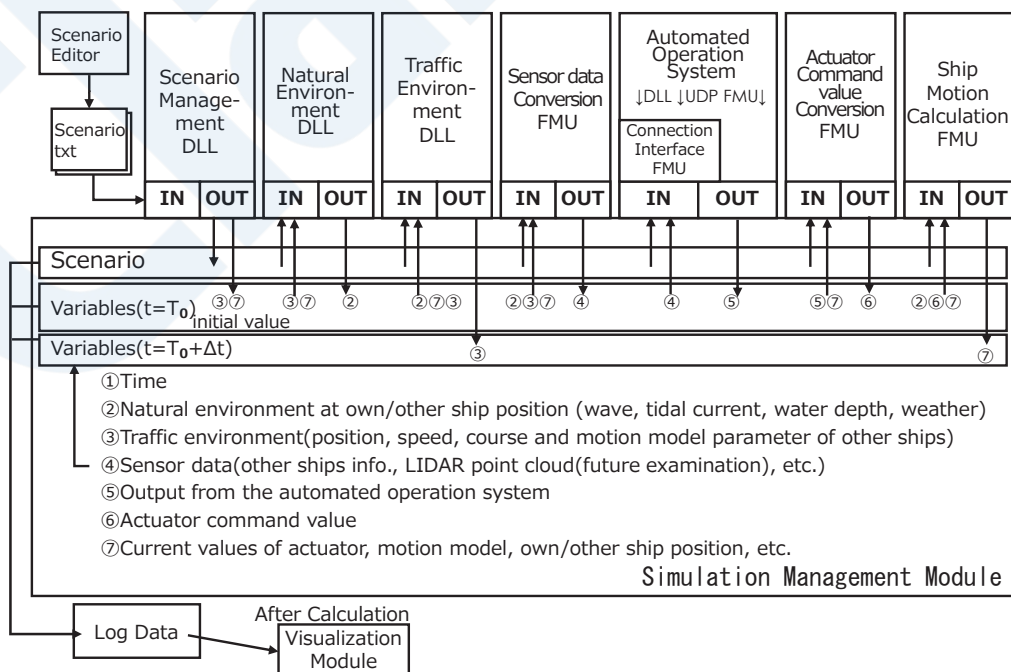 Scenario
Editor
Scenario
txt
Scenario
Manage-
ment
DLL
IN OUT
Natural
Environ-
ment
DLL
IN OUT
Traffic
Environ-
ment
DLL
IN OUT
Sensor data
Conversion
FMU
IN OUT
Automated
Operation
System
↓DLL ↓UDP FMU↓
Connection
Interface
FMU
IN OUT
Actuator
Command
value
Conversion
FMU
IN OUT
Ship
Motion
Calculation
FMU
IN OUT
Scenario
Variables(t=T₀) ③⑦ ③⑦ ② ②⑦③ ②③⑦ ④ ④ ⑤ ⑤⑦ ⑥ ②⑥⑦
initial value
Variables(t=T₀+Δt) ③ ⑦
①Time
②Natural environment at own/other ship position (wave, tidal current, water depth, weather)
③Traffic environment(position, speed, course and motion model parameter of other ships)
④Sensor data(other ships info., LIDAR point cloud(future examination), etc.)
⑤Output from the automated operation system
⑥Actuator command value
⑦Current values of actuator, motion model, own/other ship position, etc.
Simulation Management Module
Log Data
After Calculation
Visualization
Module